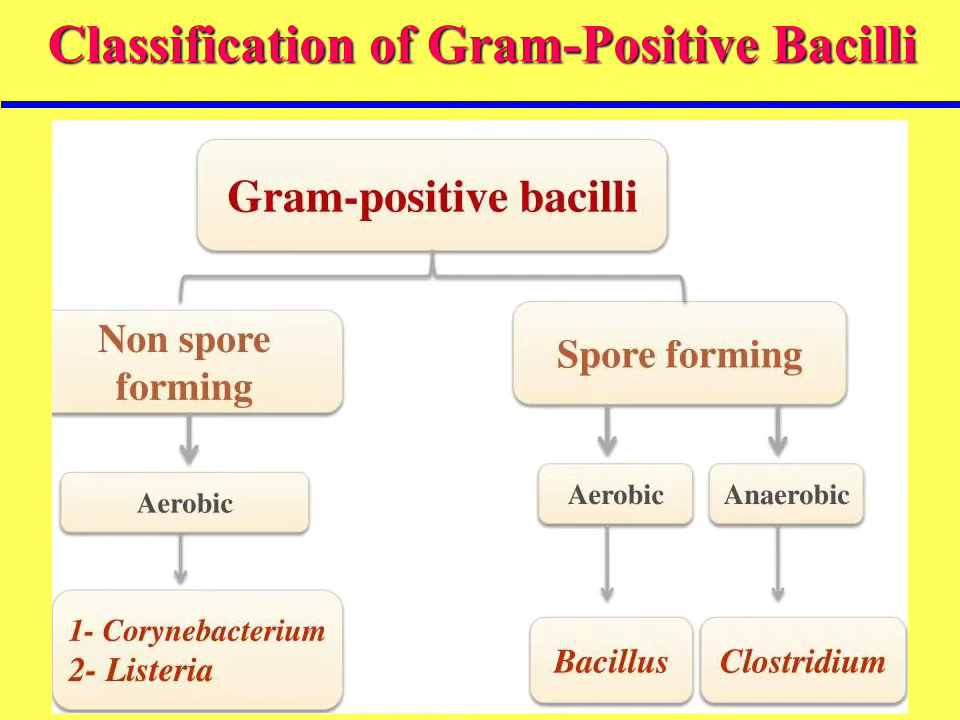 Classification of Gram-Positive Bacilli
Gram-positive bacilli
Non spore
forming
Spore forming
Aerobic
Aerobic
Anaerobic
1- Corynebacterium
2- Listeria
Bacillus
Clostridium